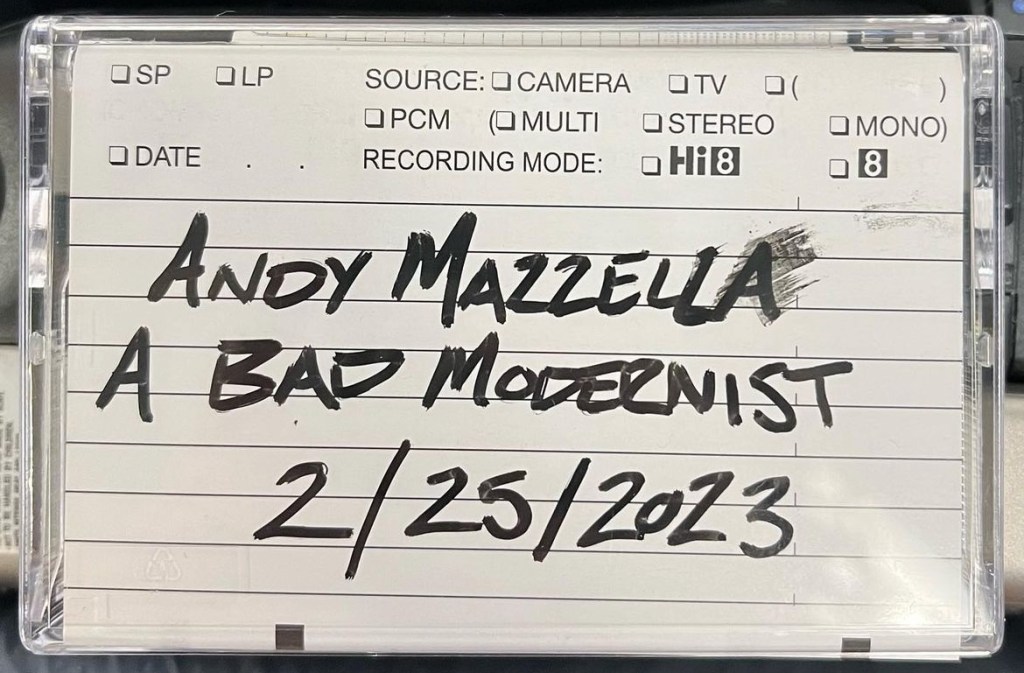 ☐ SP ☐ LP SOURCE: ☐ CAMERA ☐ TV ☐ ( )
☐ PCM (☐ MULTI ☐ STEREO ☐ MONO)
☐ DATE . . RECORDING MODE: ☐ Hi8 ☐ 8
ANDY MAZZELLA
A BAD MODERNIST
2/25/2023